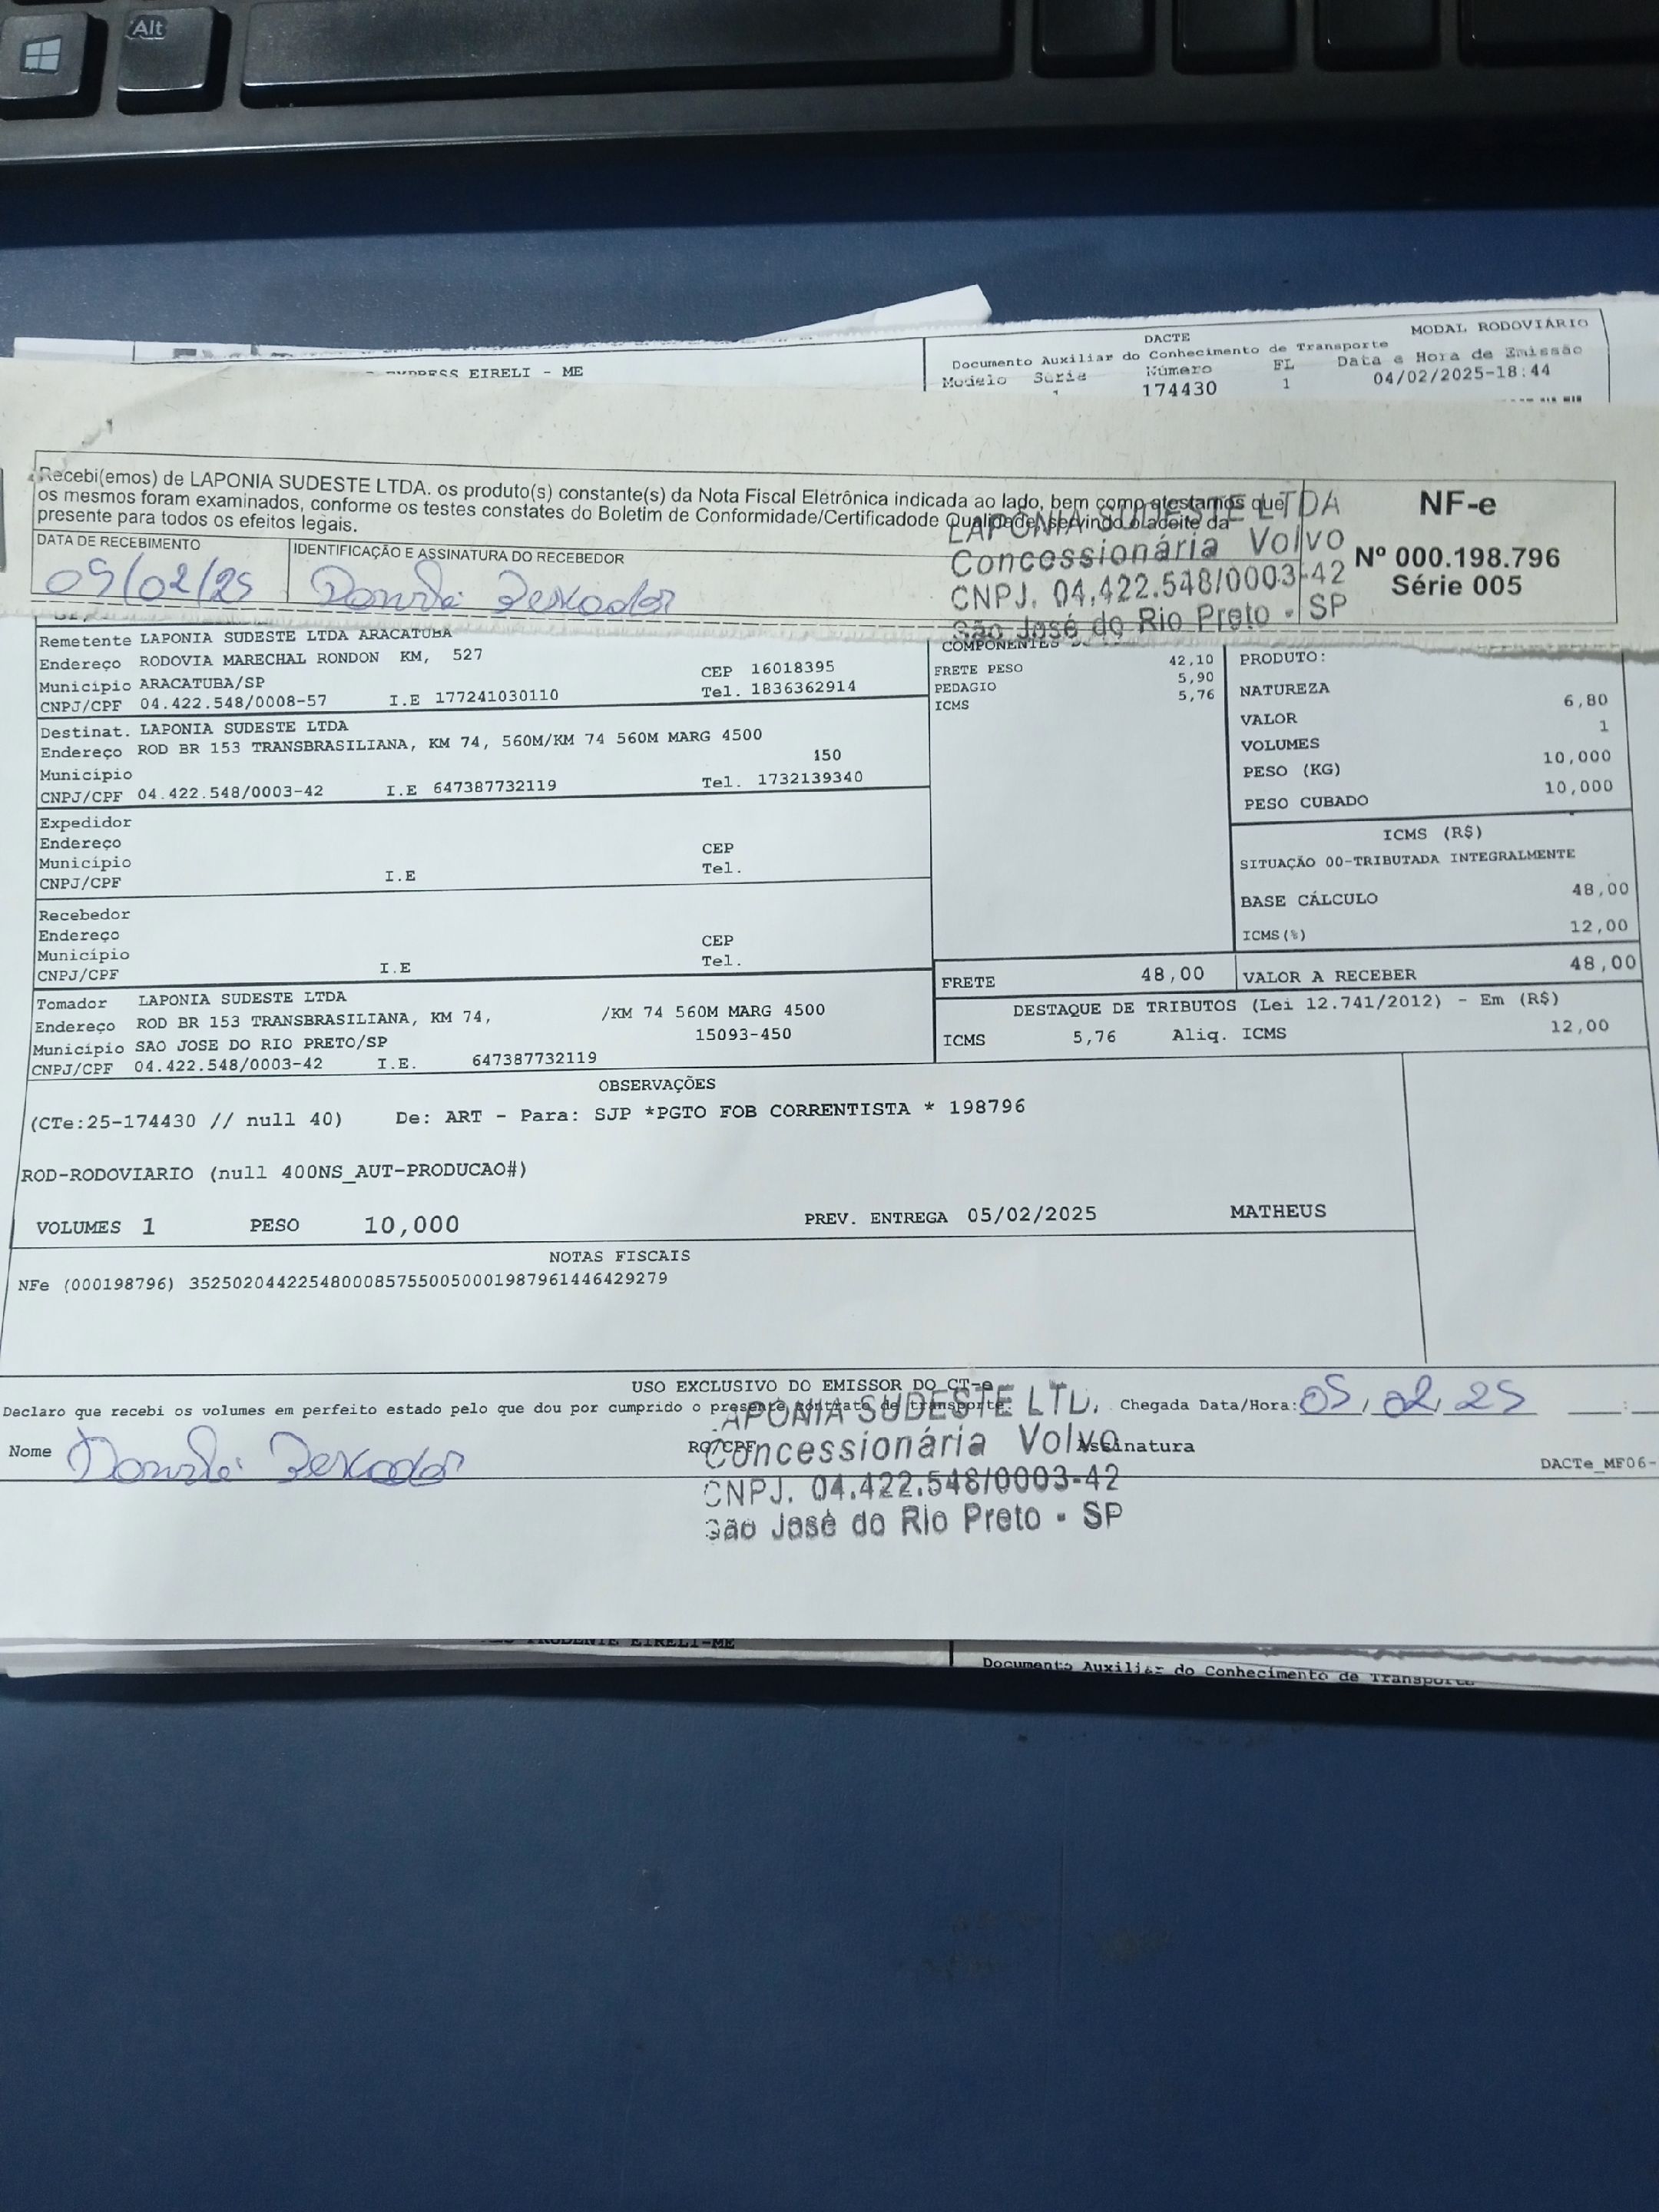 Alt
EXPRESS EIRELI - ME
DACTE
MODAL RODOVIÁRIO
Documento Auxiliar do Conhecimento de Transporte
Modelo Série Número FL Data e Hora de Emissão
174430 1 04/02/2025-18:44
Recebi(emos) de LAPONIA SUDESTE LTDA. os produto(s) constante(s) da Nota Fiscal Eletrônica indicada ao lado, bem como atestamos que
os mesmos foram examinados, conforme os testes constates do Boletim de Conformidade/Certificadode Qualidade, servindo o aceite da
presente para todos os efeitos legais.
DATA DE RECEBIMENTO
IDENTIFICAÇÃO E ASSINATURA DO RECEBEDOR
05/02/25
LAPONIA SUDESTE LTDA
Concessionária Volvo
CNPJ. 04.422.548/0003-42
São José do Rio Preto - SP
NF-e
Nº 000.198.796
Série 005
Remetente LAPONIA SUDESTE LTDA ARACATUBA
Endereço RODOVIA MARECHAL RONDON KM, 527
CEP 16018395
Município ARACATUBA/SP
Tel. 1836362914
CNPJ/CPF 04.422.548/0008-57 I.E 177241030110
Destinat. LAPONIA SUDESTE LTDA
Endereço ROD BR 153 TRANSBRASILIANA, KM 74, 560M/KM 74 560M MARG 4500
150
Município
CNPJ/CPF 04.422.548/0003-42 I.E 647387732119 Tel. 1732139340
Expedidor
Endereço
Município CEP
CNPJ/CPF I.E Tel.
Recebedor
Endereço
Município CEP
CNPJ/CPF I.E Tel.
Tomador LAPONIA SUDESTE LTDA
Endereço ROD BR 153 TRANSBRASILIANA, KM 74, /KM 74 560M MARG 4500
Município SAO JOSE DO RIO PRETO/SP 15093-450
CNPJ/CPF 04.422.548/0003-42 I.E. 647387732119
COMPONENTES
FRETE PESO 42,10
PEDAGIO 5,90
ICMS 5,76
PRODUTO:
NATUREZA
VALOR 6,80
VOLUMES 1
PESO (KG) 10,000
PESO CUBADO 10,000
ICMS (R$)
SITUAÇÃO 00-TRIBUTADA INTEGRALMENTE
BASE CÁLCULO 48,00
ICMS(%) 12,00
FRETE 48,00 VALOR A RECEBER 48,00
DESTAQUE DE TRIBUTOS (Lei 12.741/2012) - Em (R$)
ICMS 5,76 Aliq. ICMS 12,00
OBSERVAÇÕES
(CTe:25-174430 // null 40) De: ART - Para: SJP *PGTO FOB CORRENTISTA * 198796
ROD-RODOVIARIO (null 400NS_AUT-PRODUCAO#)
VOLUMES 1 PESO 10,000 PREV. ENTREGA 05/02/2025 MATHEUS
NOTAS FISCAIS
NFe (000198796) 35250204422548000857550050001987961446429279
USO EXCLUSIVO DO EMISSOR DO CT-e
Declaro que recebi os volumes em perfeito estado pelo que dou por cumprido o presente contrato de transporte. Chegada Data/Hora: 05/02/25
Nome
RG/CPF
Assinatura
APONIA SUDESTE LTD.
Concessionária Volvo
CNPJ. 04.422.548/0003-42
São José do Rio Preto - SP
DACTe_MF06-
PRUDENTE EIRELI-ME
Documento Auxiliar do Conhecimento de Transporte